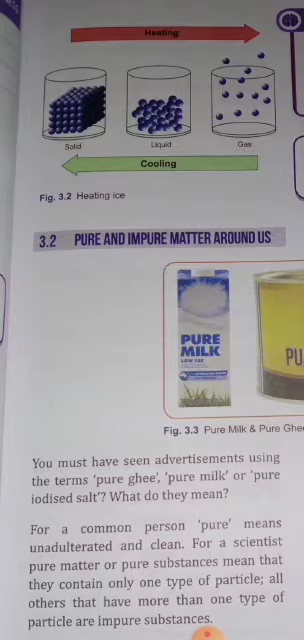 Heating
Solid
Liquid
Gas
Cooling
Fig. 3.2 Heating ice
3.2 PURE AND IMPURE MATTER AROUND US
PURE
MILK
LOW FAT
PU
Fig. 3.3 Pure Milk & Pure Ghee
You must have seen advertisements using
the terms ‘pure ghee’, ‘pure milk’ or ‘pure
iodised salt’? What do they mean?
For a common person ‘pure’ means
unadulterated and clean. For a scientist
pure matter or pure substances mean that
they contain only one type of particle; all
others that have more than one type of
particle are impure substances.